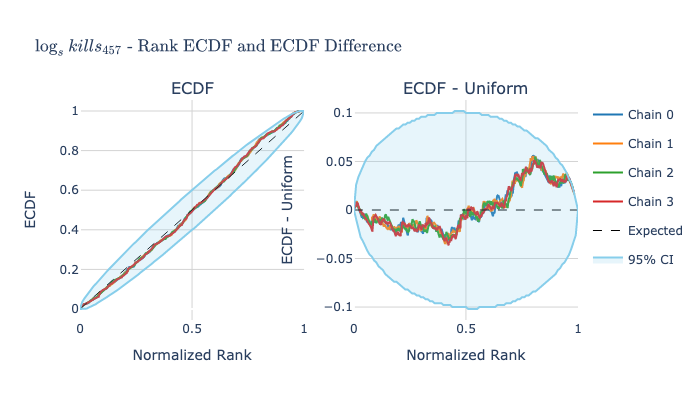 log_s kills_457 - Rank ECDF and ECDF Difference
ECDF
ECDF - Uniform
ECDF
1
0.8
0.6
0.4
0.2
0
0
0.5
1
Normalized Rank
ECDF - Uniform
0.1
0.05
0
−0.05
−0.1
0
0.5
1
Normalized Rank
Chain 0
Chain 1
Chain 2
Chain 3
Expected
95% CI